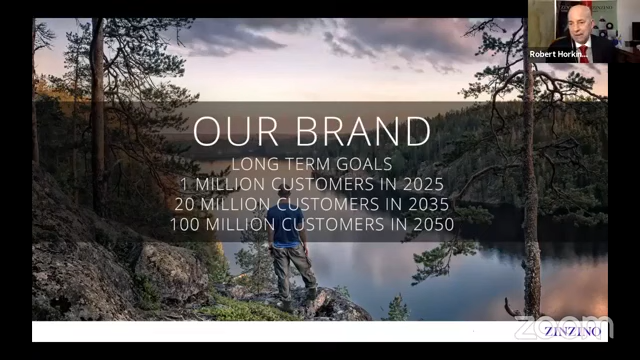 Robert Horkin...
OUR BRAND
LONG TERM GOALS
1 MILLION CUSTOMERS IN 2025
20 MILLION CUSTOMERS IN 2035
100 MILLION CUSTOMERS IN 2050
ZINZINO
zoom